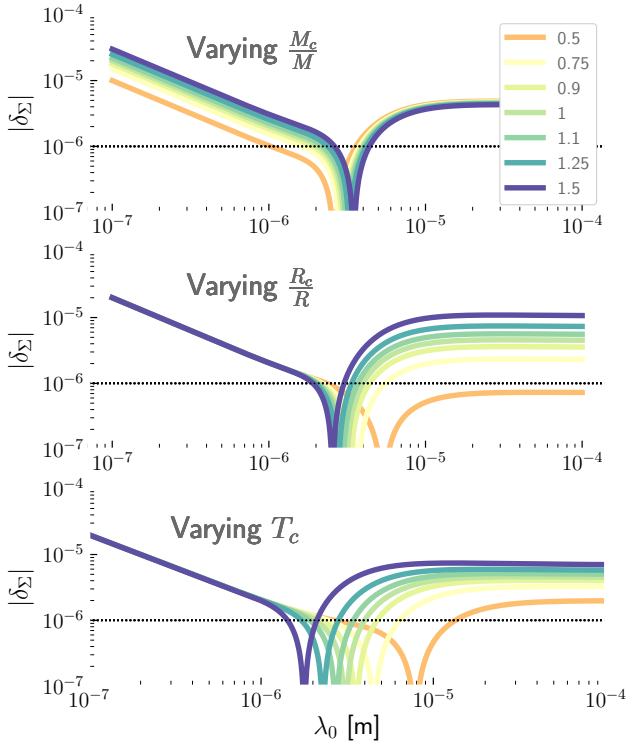 10⁻⁴
Varying M_c/M
10⁻⁵
|δ_Σ|
10⁻⁶
10⁻⁷
10⁻⁷ 10⁻⁶ 10⁻⁵ 10⁻⁴
0.5
0.75
0.9
1
1.1
1.25
1.5
10⁻⁴
Varying R_c/R
10⁻⁵
|δ_Σ|
10⁻⁶
10⁻⁷
10⁻⁷ 10⁻⁶ 10⁻⁵ 10⁻⁴
10⁻⁴
Varying T_c
10⁻⁵
|δ_Σ|
10⁻⁶
10⁻⁷
10⁻⁷ 10⁻⁶ 10⁻⁵ 10⁻⁴
λ₀ [m]